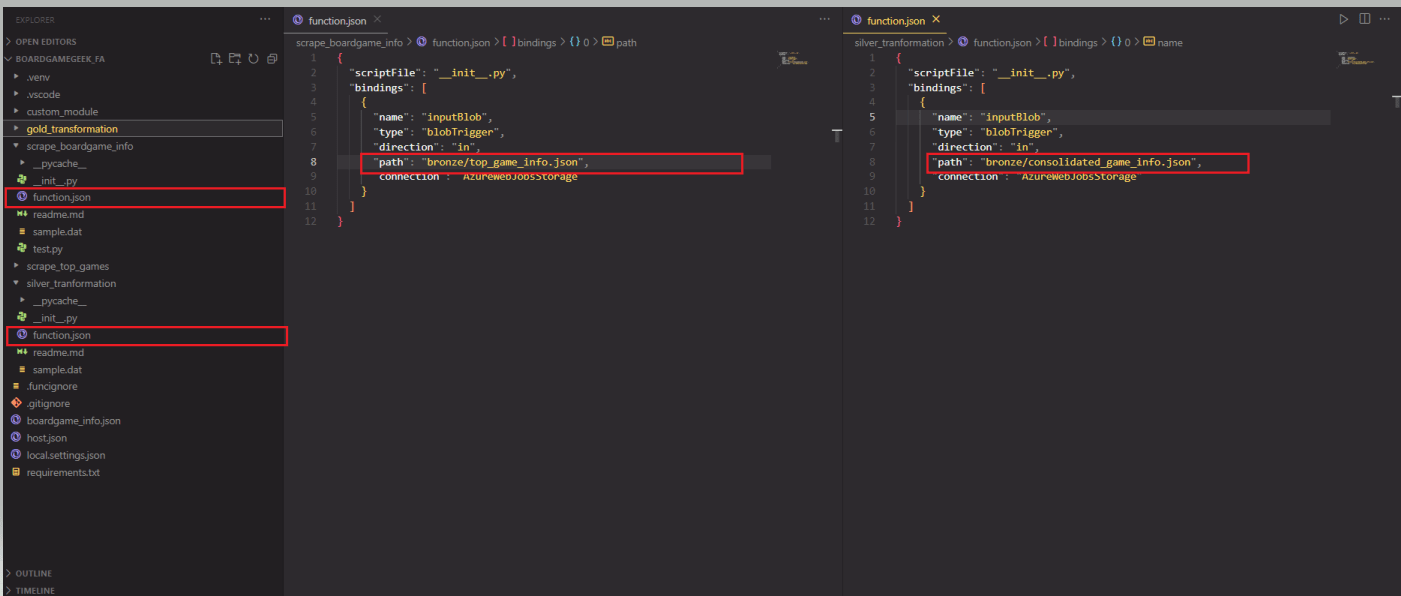 EXPLORER
OPEN EDITORS
BOARDGAMEGEEK_FA
.venv
.vscode
custom_module
gold_transformation
scrape_boardgame_info
__pycache__
__init__.py
function.json
readme.md
sample.dat
test.py
scrape_top_games
silver_tranformation
__pycache__
__init__.py
function.json
readme.md
sample.dat
.funcignore
.gitignore
boardgame_info.json
host.json
local.settings.json
requirements.txt
OUTLINE
TIMELINE
function.json
scrape_boardgame_info > function.json > [ ] bindings > {} 0 > path
1 {
2 "scriptFile": "__init__.py",
3 "bindings": [
4 {
5 "name": "inputBlob",
6 "type": "blobTrigger",
7 "direction": "in",
8 "path": "bronze/top_game_info.json",
9 "connection": "AzureWebJobsStorage"
10 }
11 ]
12 }
function.json
silver_tranformation > function.json > [ ] bindings > {} 0 > name
1 {
2 "scriptFile": "__init__.py",
3 "bindings": [
4 {
5 "name": "inputBlob",
6 "type": "blobTrigger",
7 "direction": "in",
8 "path": "bronze/consolidated_game_info.json",
9 "connection": "AzureWebJobsStorage"
10 }
11 ]
12 }